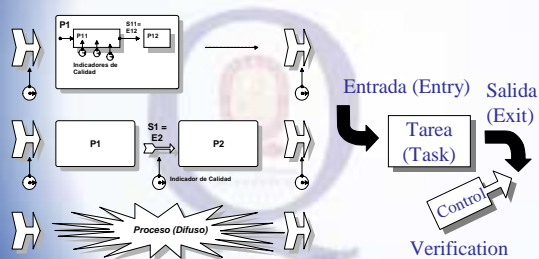 P1
S11=
E12
P11
P12
Indicadores de
Calidad
P1
S1 =
E2
P2
Indicador de Calidad
Proceso (Difuso)
Entrada (Entry)
Salida
(Exit)
Tarea
(Task)
Control
Verification